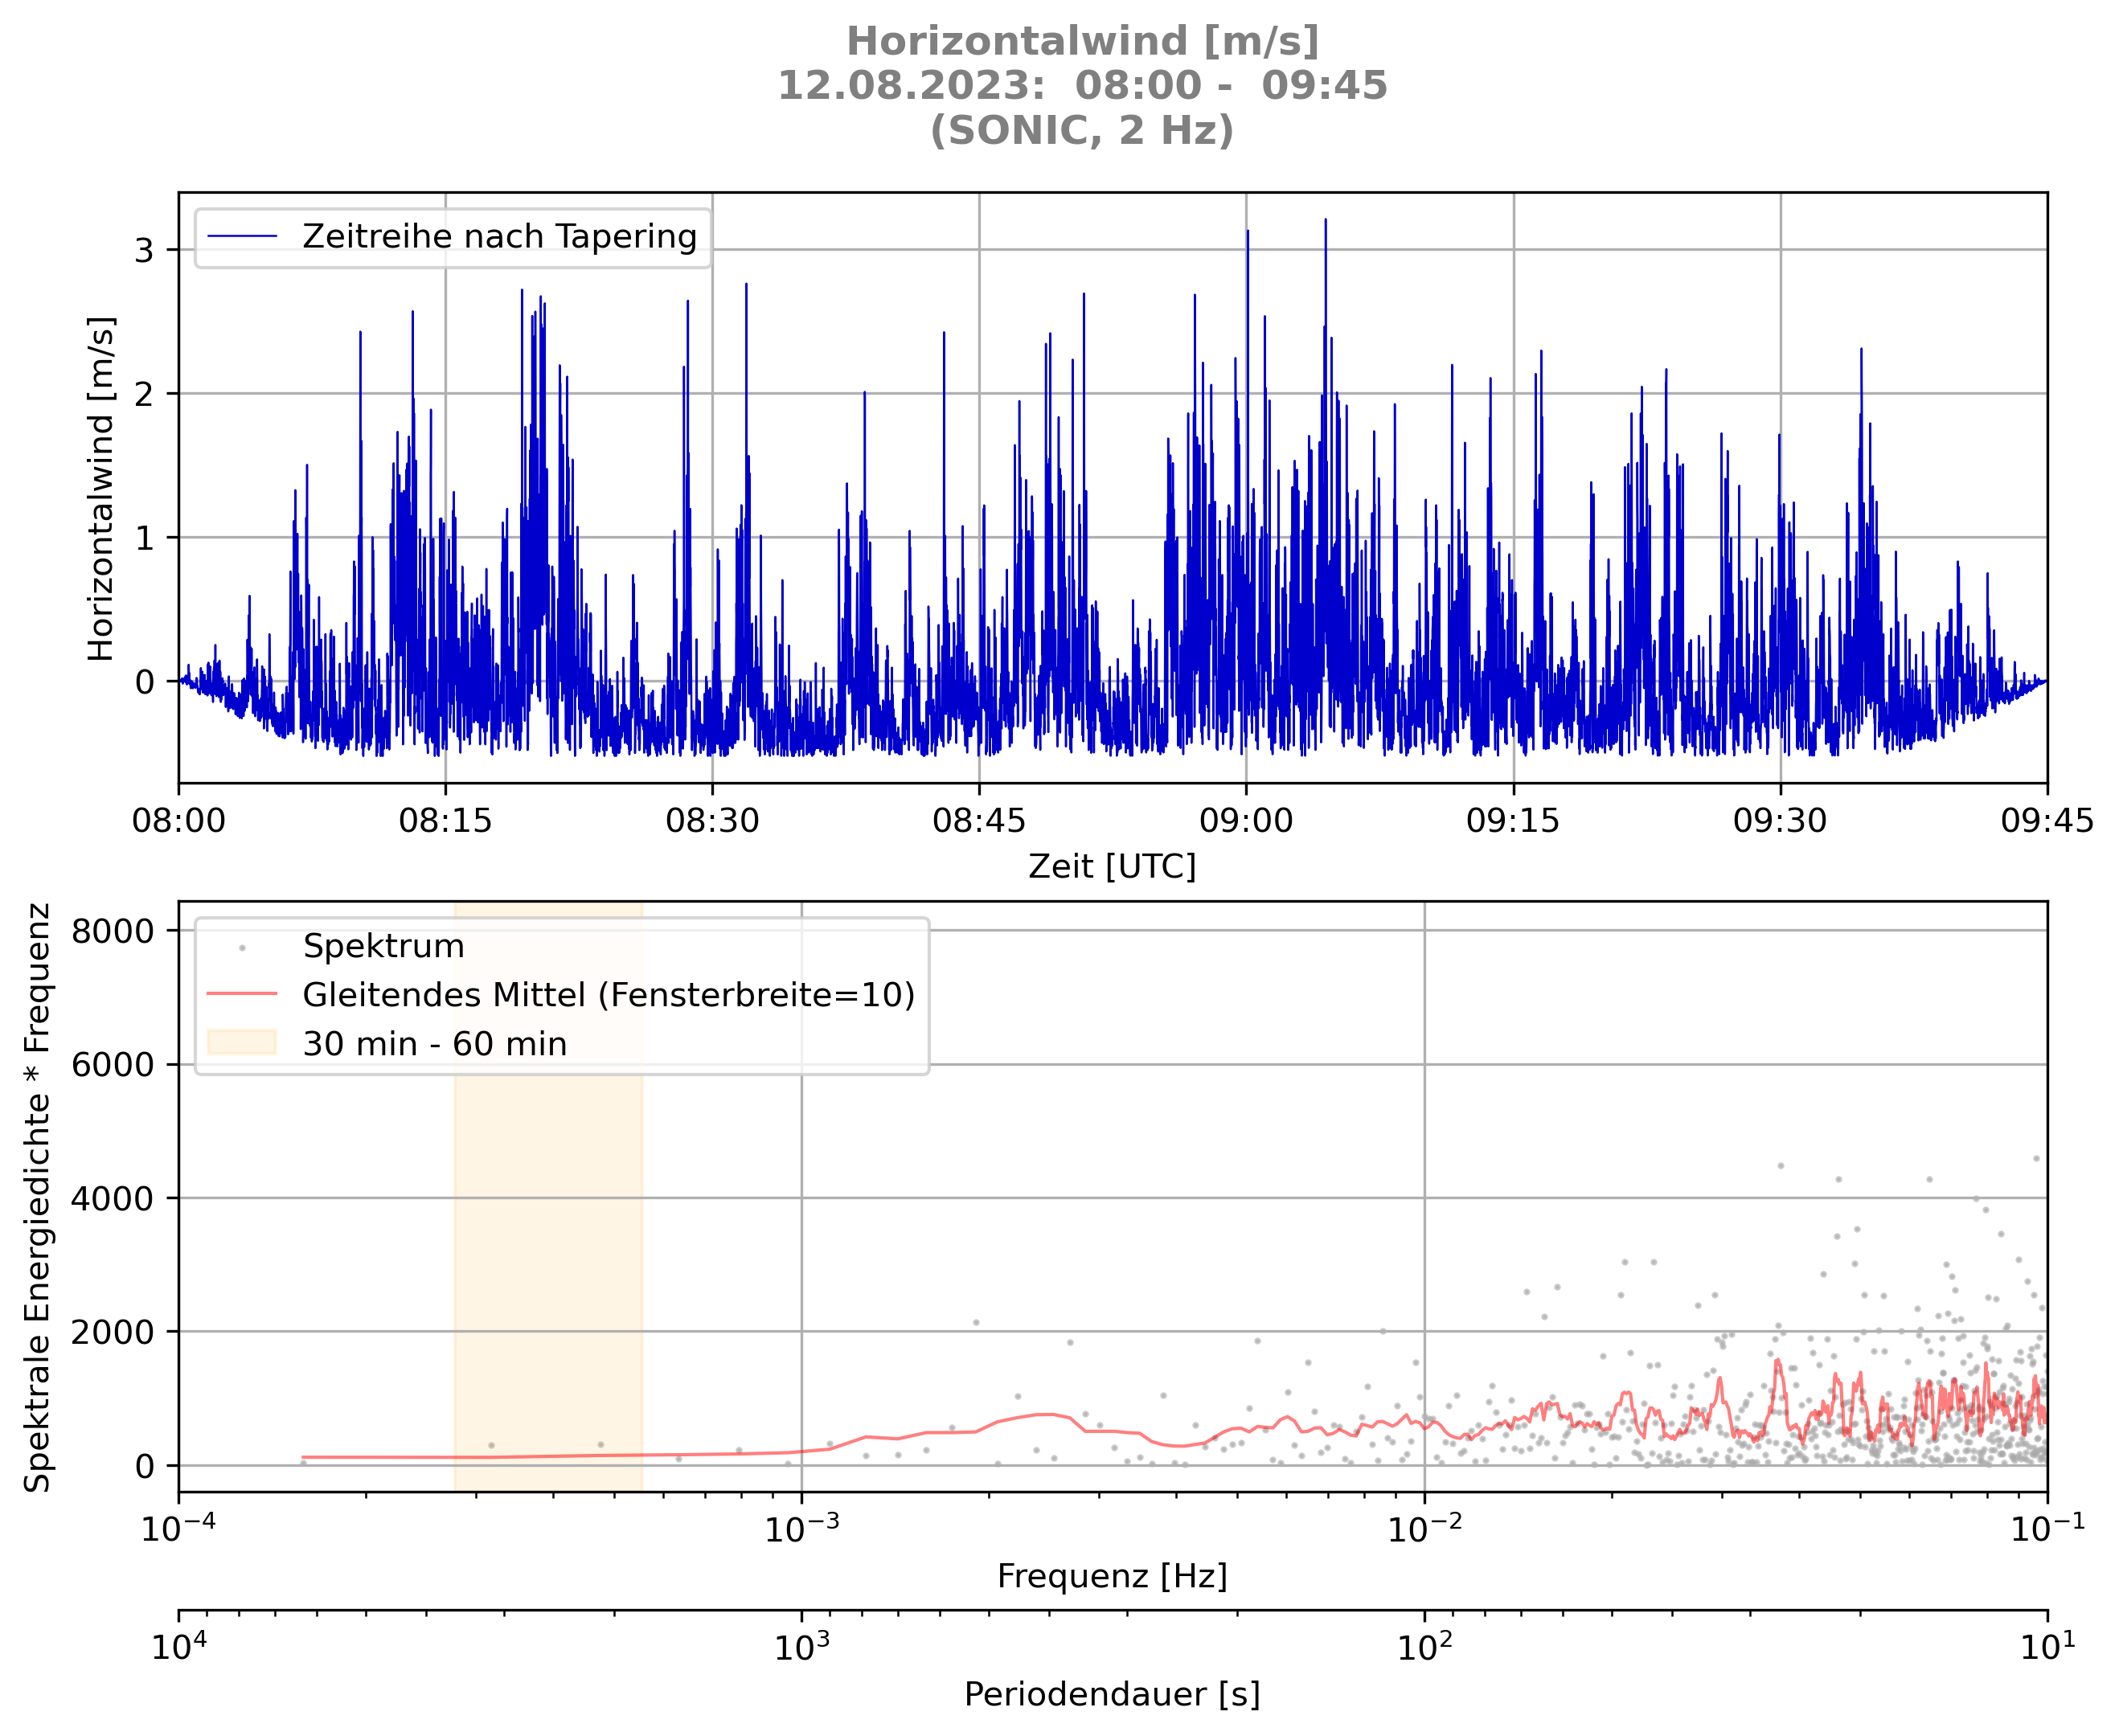 Horizontalwind [m/s]
12.08.2023:  08:00 -  09:45
(SONIC, 2 Hz)
Zeitreihe nach Tapering
Horizontalwind [m/s]
3
2
1
0
08:00 08:15 08:30 08:45 09:00 09:15 09:30 09:45
Zeit [UTC]
Spektrum
Gleitendes Mittel (Fensterbreite=10)
30 min - 60 min
Spektrale Energiedichte * Frequenz
8000
6000
4000
2000
0
10⁻⁴ 10⁻³ 10⁻² 10⁻¹
Frequenz [Hz]
10⁴ 10³ 10² 10¹
Periodendauer [s]